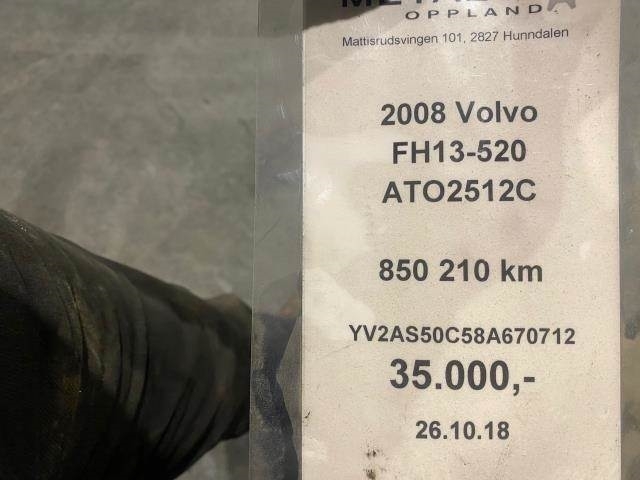 OPPLAND
Mattisrudsvingen 101, 2827 Hunndalen
2008 Volvo
FH13-520
ATO2512C
850 210 km
YV2AS50C58A670712
35.000,-
26.10.18